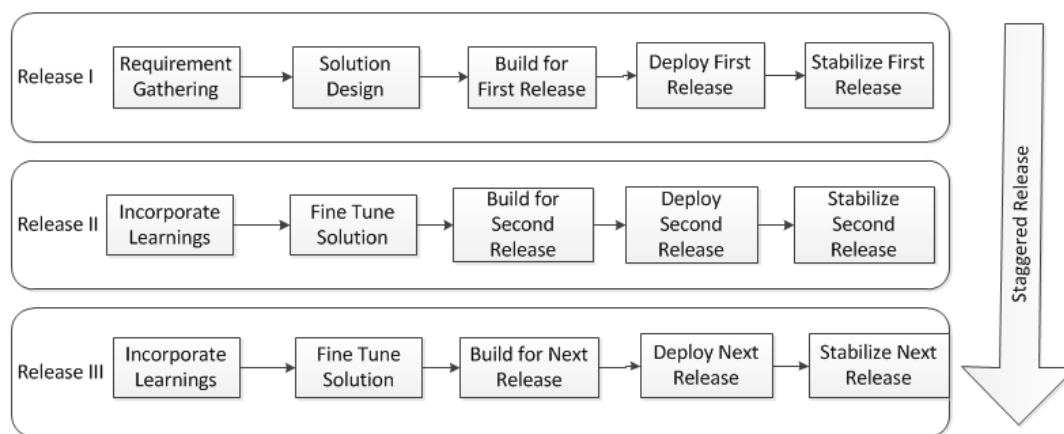 Release I
Requirement
Gathering
Solution
Design
Build for
First Release
Deploy First
Release
Stabilize First
Release
Release II
Incorporate
Learnings
Fine Tune
Solution
Build for
Second
Release
Deploy
Second
Release
Stabilize
Second
Release
Release III
Incorporate
Learnings
Fine Tune
Solution
Build for Next
Release
Deploy Next
Release
Stabilize Next
Release
Staggered Release